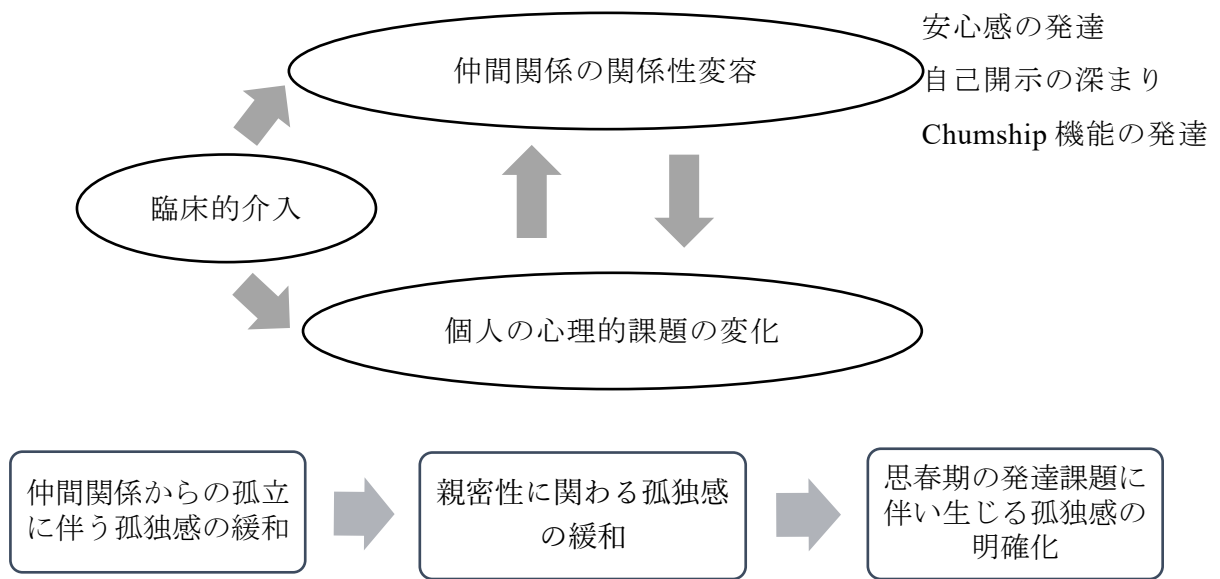 安心感の発達
仲間関係の関係性変容
自己開示の深まり
Chumship 機能の発達
臨床的介入
個人の心理的課題の変化
仲間関係からの孤立
に伴う孤独感の緩和
親密性に関わる孤独感
の緩和
思春期の発達課題に
伴い生じる孤独感の
明確化